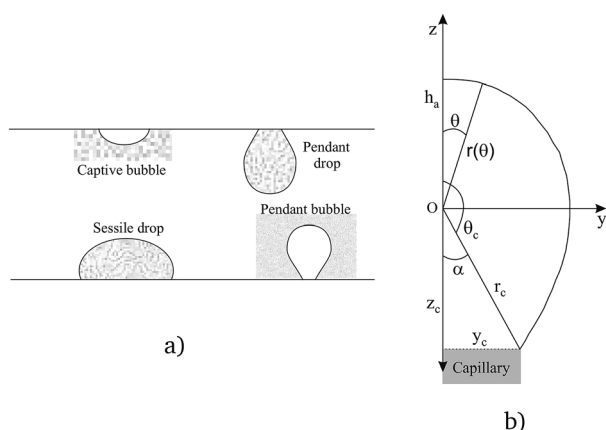 Captive bubble
Pendant
drop
Sessile drop
Pendant bubble
a)
z
h_a
θ
r(θ)
O
y
θ_c
α
r_c
z_c
y_c
Capillary
b)